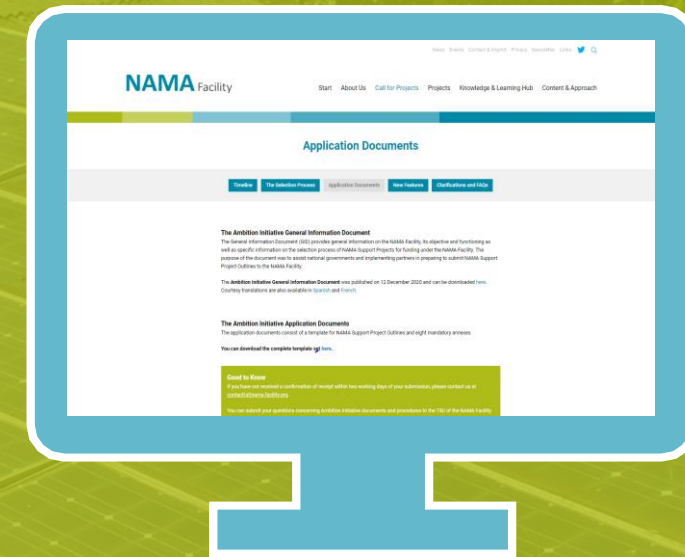 News Events Contact & Imprint Privacy Newsletter Links
NAMA Facility
Start About Us Call for Projects Projects Knowledge & Learning Hub Content & Approach
Application Documents
Timeline The Selection Process Application Documents New Features Clarifications and FAQs
The Ambition Initiative General Information Document
The General Information Document (GID) provides general information on the NAMA Facility, its objective and functioning as
well as specific information on the selection process of NAMA Support Projects for funding under the NAMA Facility. The
purpose of the document was to assist national governments and implementing partners in preparing to submit NAMA Support
Project Outlines to the NAMA Facility.
The Ambition Initiative General Information Document was published on 12 December 2020 and can be downloaded here.
Courtesy translations are also available in Spanish and French.
The Ambition Initiative Application Documents
The application documents consist of a template for NAMA Support Project Outlines and eight mandatory annexes.
You can download the complete template set here.
Good to Know
If you have not received a confirmation of receipt within two working days of your submission, please contact us at
You can submit your questions concerning Ambition Initiative documents and procedures to the TSU of the NAMA Facility